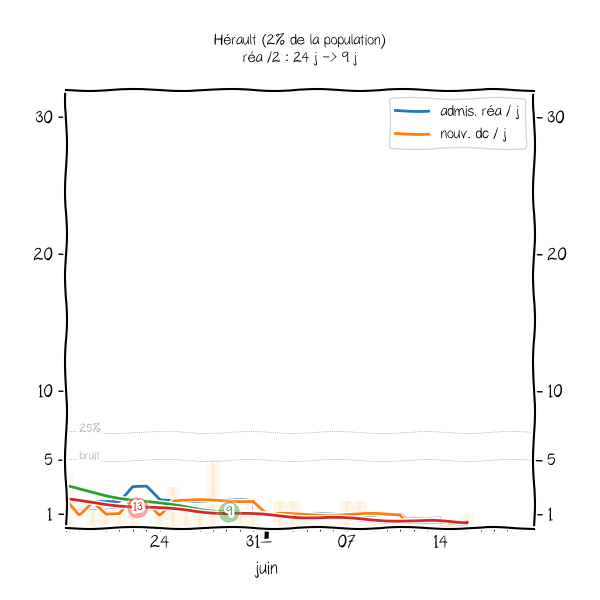 Hérault (2% de la population)
réa /2 : 24 j -> 9 j
admis. réa / j
nouv. dc / j
30
30
20
20
10
10
25%
5
bruit
5
1
13
9
1
24
31
07
14
juin